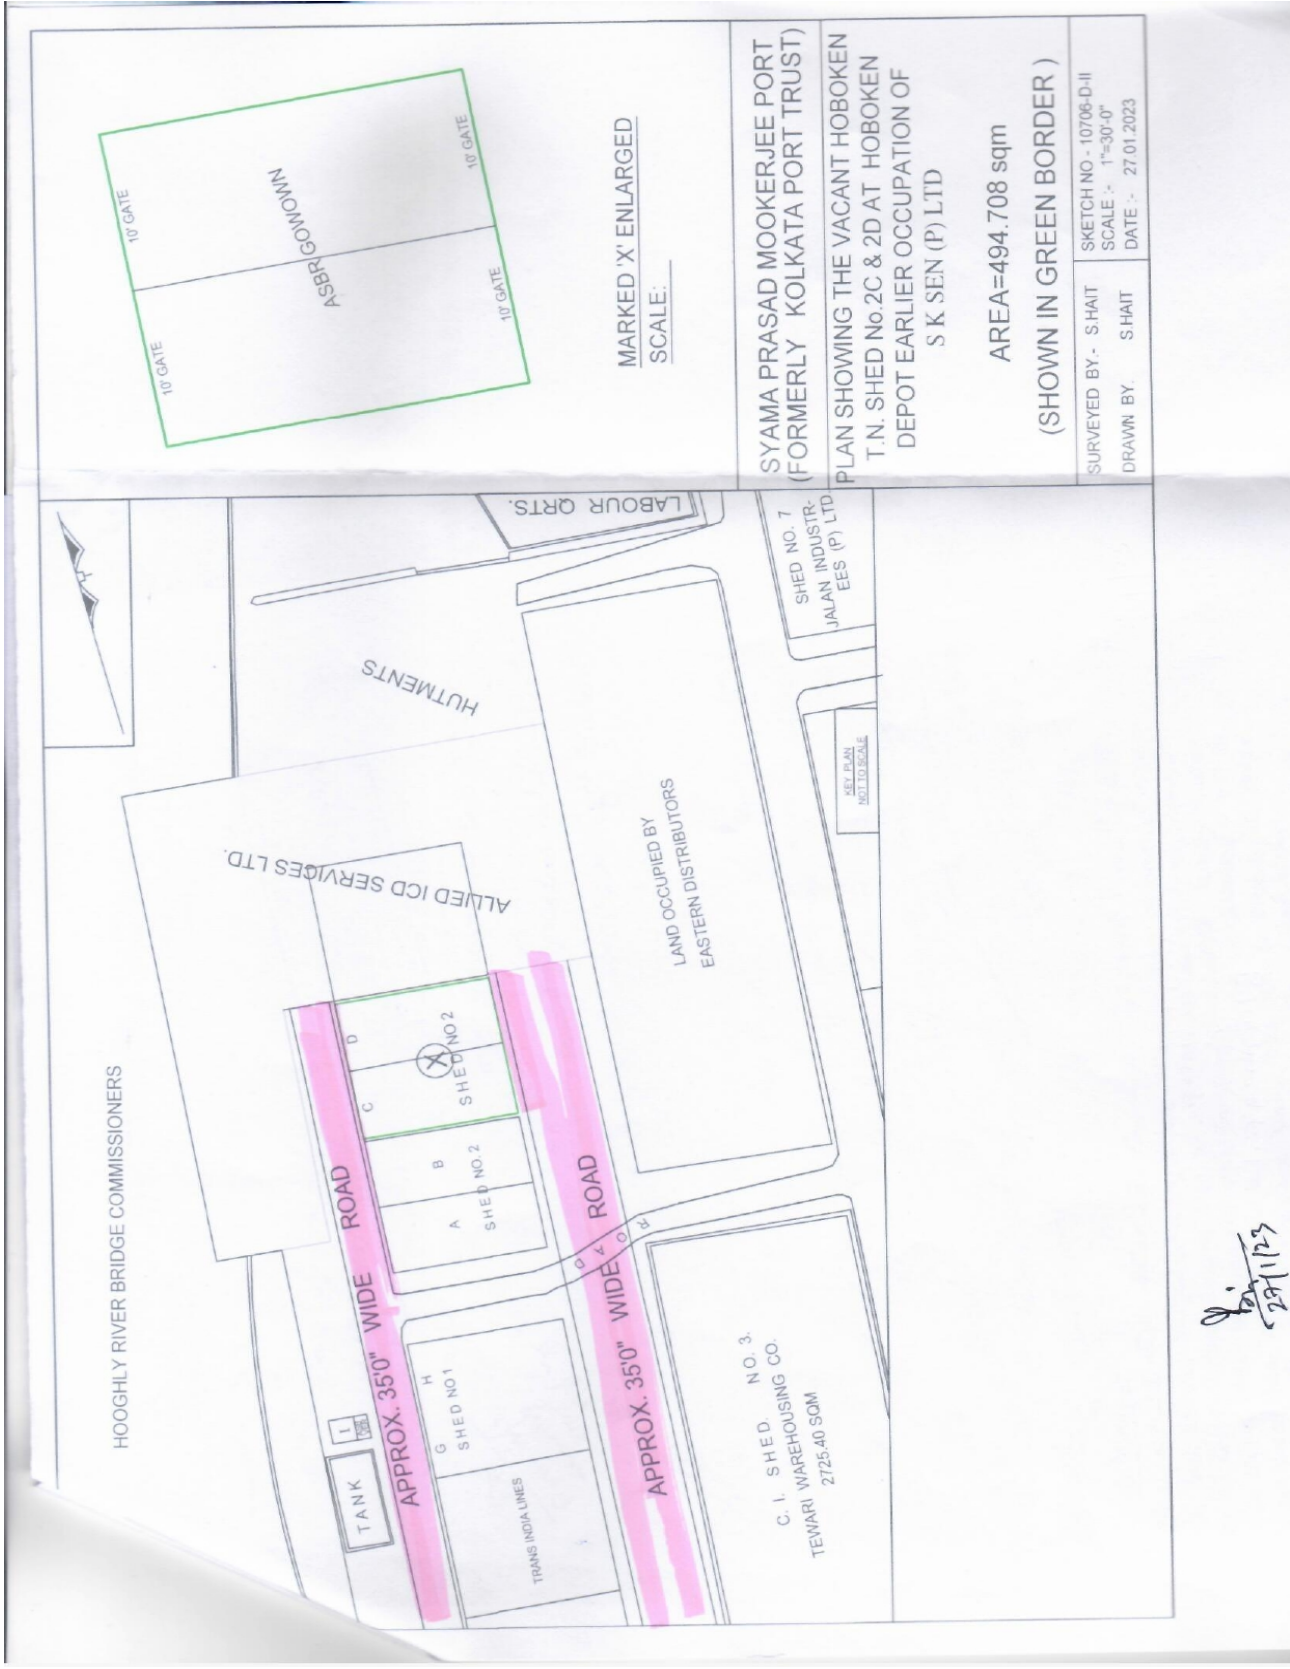 HOOGHLY RIVER BRIDGE COMMISSIONERS
TANK
APPROX. 35'0" WIDE ROAD
G H
SHED NO1
TRANS INDIA LINES
A B
SHED NO.2
C D
X
SHED NO 2
ALLIED ICD SERVICES LTD.
HUTMENTS
LABOUR QRTS.
APPROX. 35'0" WIDE ROAD
ROAD
C. I. SHED. NO. 3.
TEWARI WAREHOUSING CO.
2725.40 SQM
LAND OCCUPIED BY
EASTERN DISTRIBUTORS
SHED NO. 7
JALAN INDUSTR-
EES (P) LTD
KEY PLAN
NOT TO SCALE
10' GATE
10' GATE
ASBR GOWOWN
10' GATE
10' GATE
MARKED 'X' ENLARGED
SCALE:
SYAMA PRASAD MOOKERJEE PORT
(FORMERLY KOLKATA PORT TRUST)
PLAN SHOWING THE VACANT HOBOKEN
T.N. SHED No.2C & 2D AT HOBOKEN
DEPOT EARLIER OCCUPATION OF
S K SEN (P) LTD
AREA=494.708 sqm
(SHOWN IN GREEN BORDER )
SURVEYED BY.- S.HAIT
DRAWN BY. S.HAIT
SKETCH NO - 10706-D-II
SCALE :- 1"=30'-0"
DATE :- 27.01.2023
27/1/23